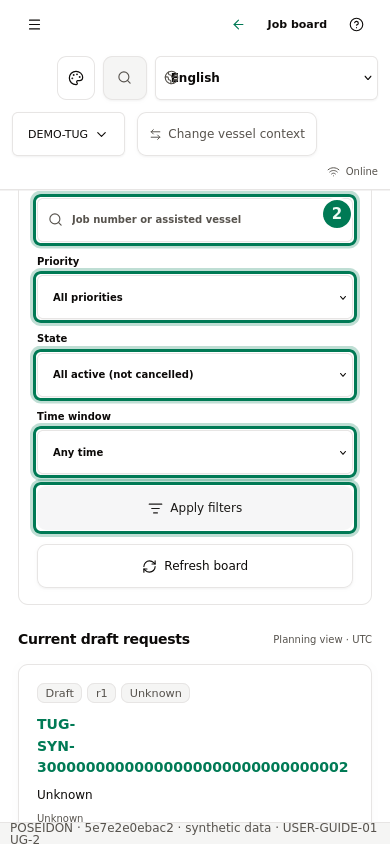 Job board
English
DEMO-TUG
Change vessel context
Online
Job number or assisted vessel
2
Priority
All priorities
State
All active (not cancelled)
Time window
Any time
Apply filters
Refresh board
Current draft requests
Planning view · UTC
Draft
r1
Unknown
TUG-
SYN-
30000000000000000000000000000002
Unknown
Unknown
POSEIDON · 5e7e2e0ebac2 · synthetic data · USER-GUIDE-01
UG-2